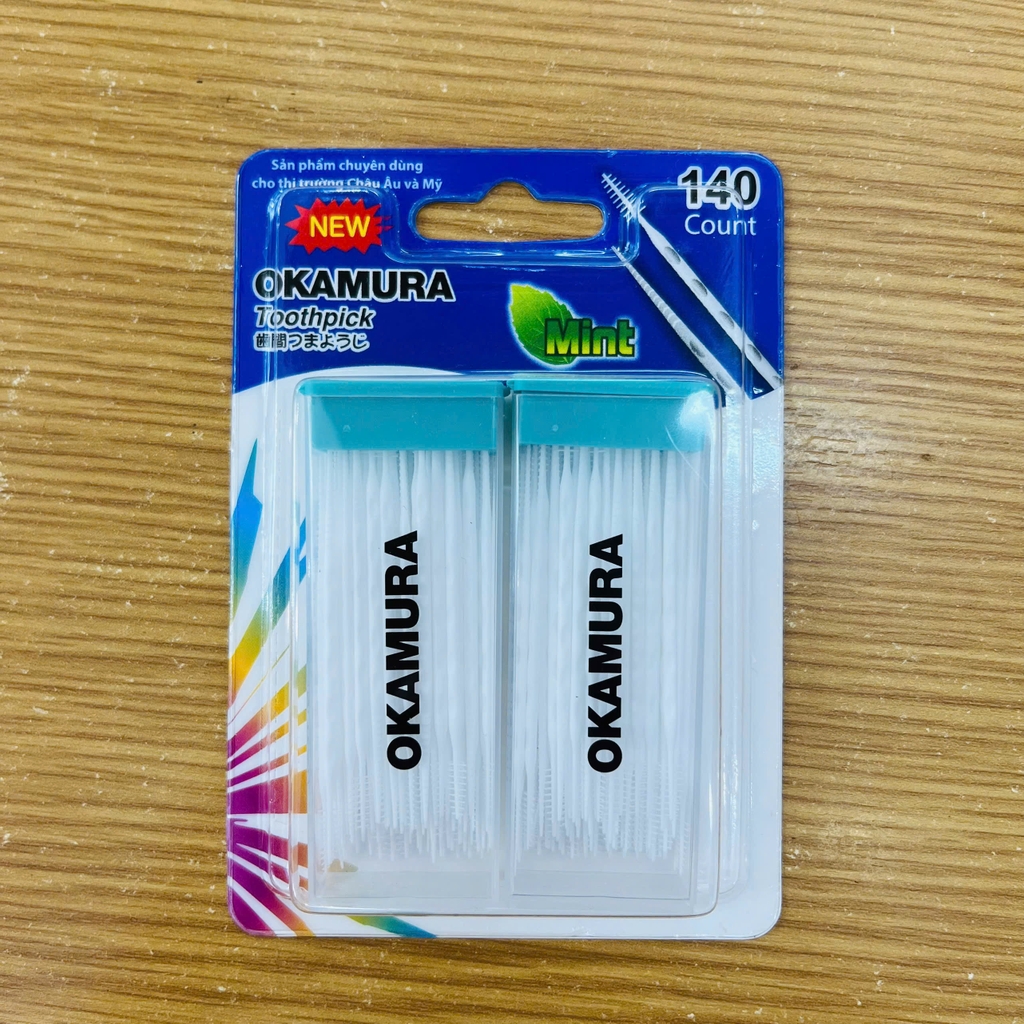 Sản phẩm chuyên dùng
cho thị trường Châu Âu và Mỹ
NEW
140
Count
OKAMURA
Toothpick
歯間つまようじ
Mint
OKAMURA
OKAMURA